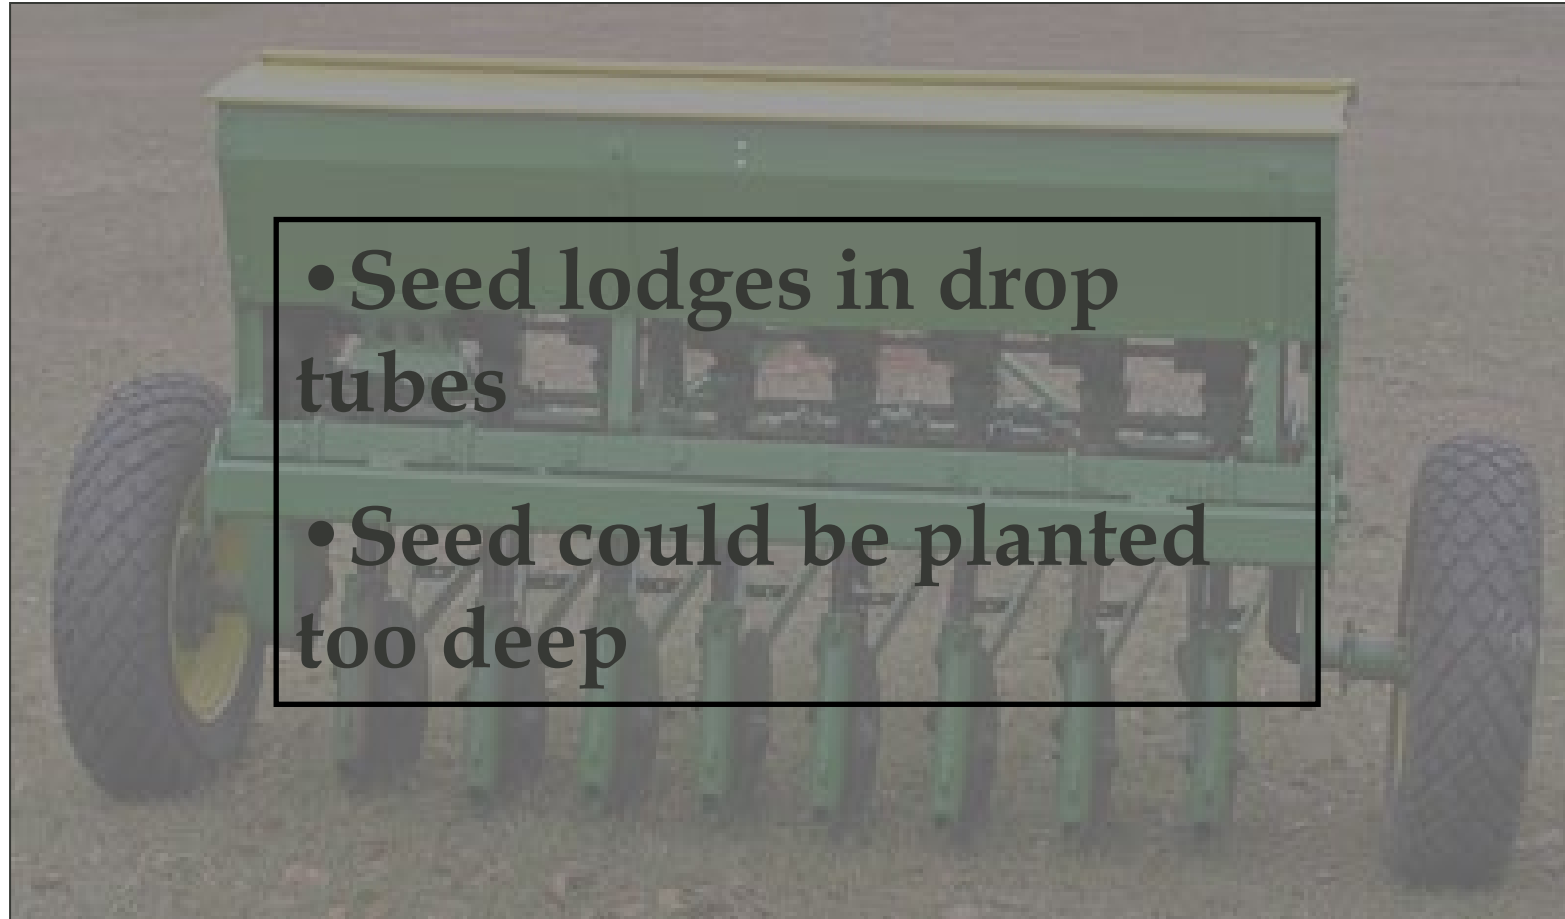 •Seed lodges in drop
tubes
•Seed could be planted
too deep